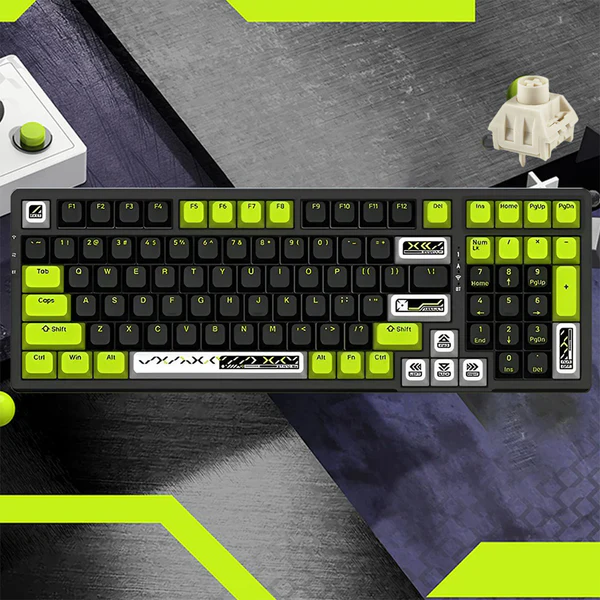 F1 F2 F3 F4 F5 F6 F7 F8 F9 F10 F11 F12 Del Ins Home PgUp PgDn
`~ 1! 2@ 3# 4$ 5% 6^ 7& 8* 9( 0) -_ =+ Num LK / * -
Tab Q W E R T Y U I O P [{ ]} \| 7 Home 8 ↑ 9 PgUp +
Caps A S D F G H J K L ;: '" 4 ← 5 6 →
⇧ Shift Z X C V B N M ,< .> /? ⇧ Shift 1 End 2 ↓ 3 PgDn
Ctrl Win Alt Alt Fn Ctrl 0 Ins . Del